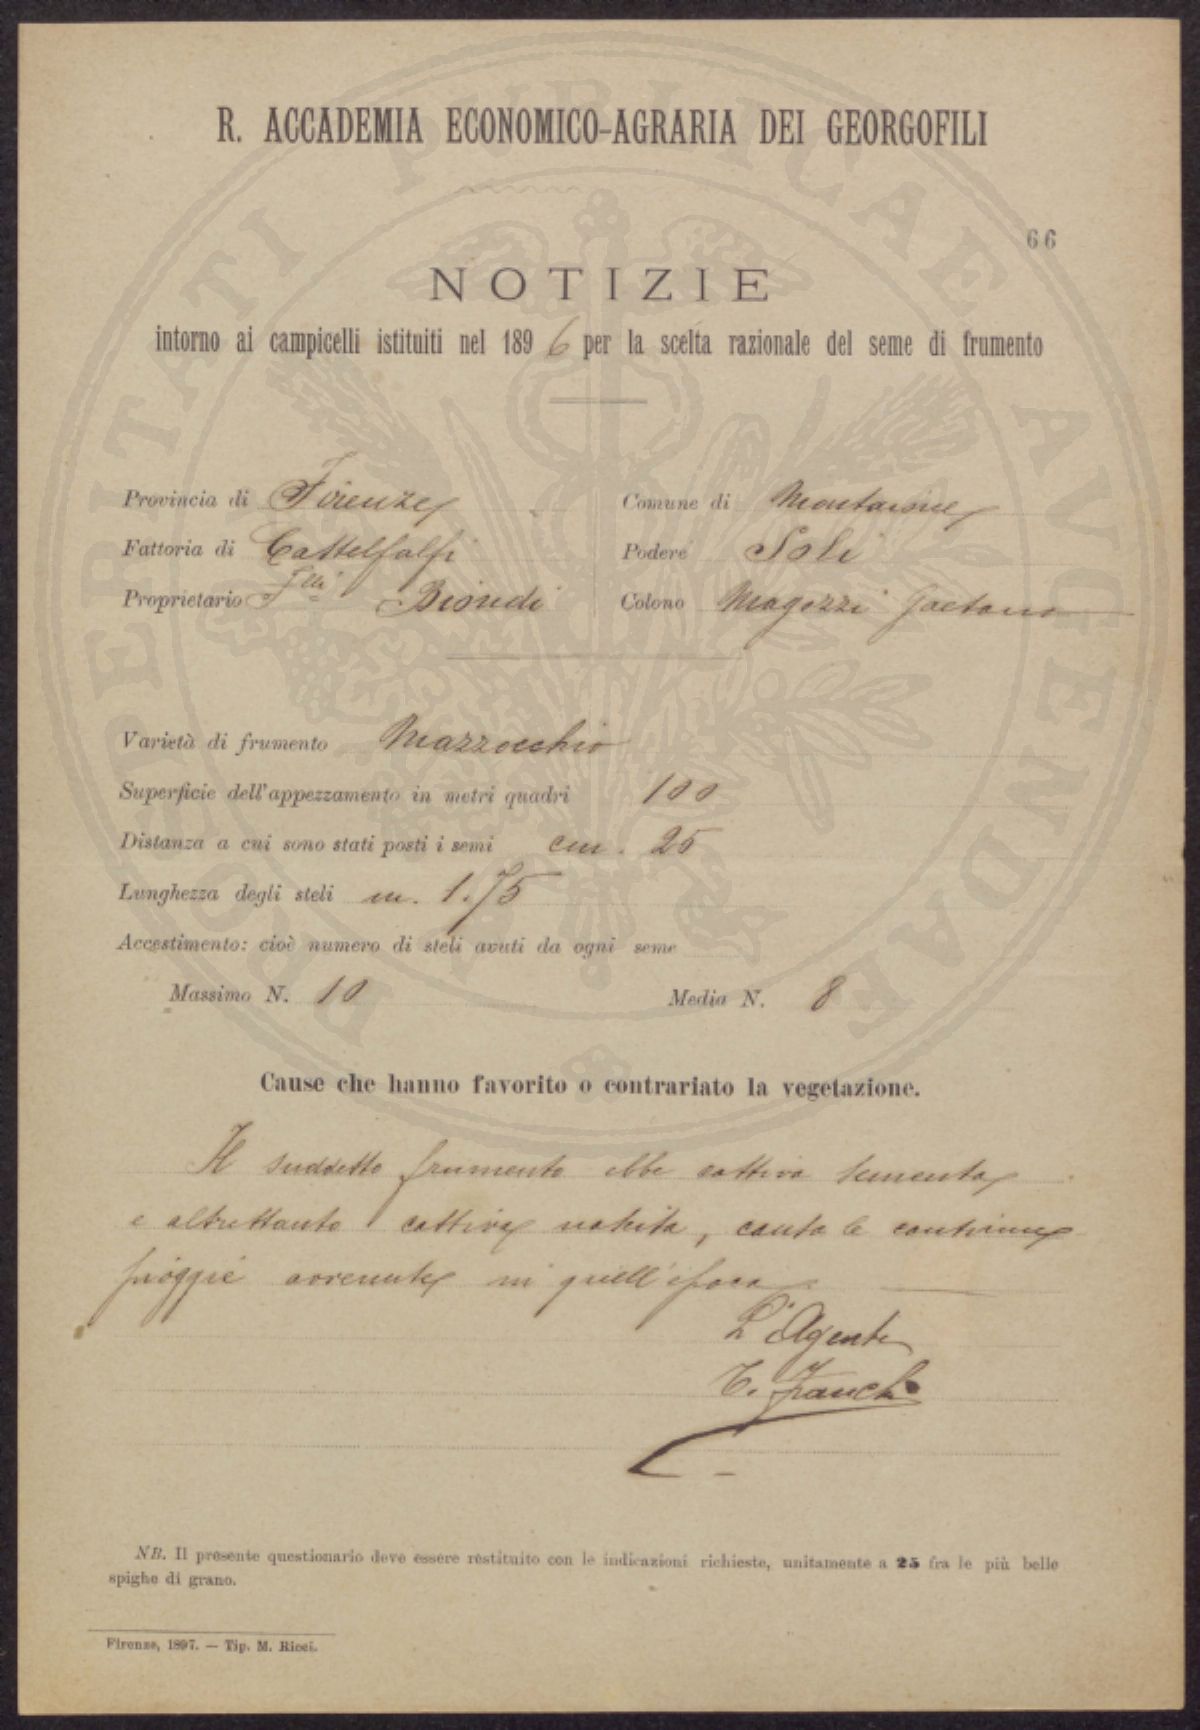 R. ACCADEMIA ECONOMICO-AGRARIA DEI GEORGOFILI
66
NOTIZIE
intorno ai campicelli istituiti nel 1896 per la scelta razionale del seme di frumento
Provincia di Firenze Comune di Montaione
Fattoria di Castelfalfi Podere Soli
Proprietario F.lli Biondi Colono Magozzi Gaetano
Varietà di frumento Mazzocchio
Superficie dell'appezzamento in metri quadri 100
Distanza a cui sono stati posti i semi cm. 25
Lunghezza degli steli m. 1.75
Accestimento: cioè numero di steli avuti da ogni seme
Massimo N. 10 Media N. 8
Cause che hanno favorito o contrariato la vegetazione.
Il suddetto frumento ebbe cattiva sementa
e altrettanto cattiva nascita, causa le continue
pioggie avvenute in quell'epoca
L'Agente
T. Franchi
NB. Il presente questionario deve essere restituito con le indicazioni richieste, unitamente a 25 fra le più belle
spighe di grano.
Firenze, 1897. — Tip. M. Ricci.
PROSPERITATI PUBLICAE AUGENDAE